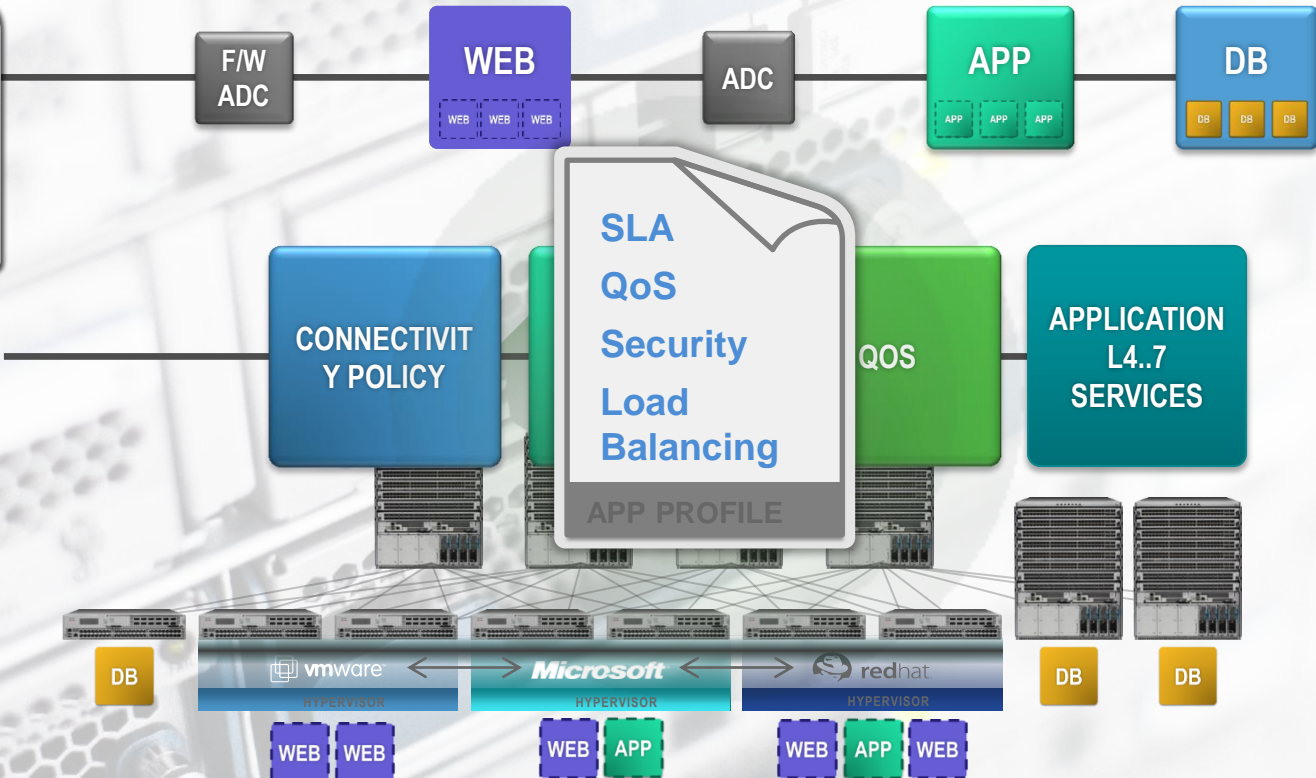 F/W
ADC
WEB
WEB WEB WEB
ADC
APP
APP APP APP
DB
DB DB DB
CONNECTIVIT
Y POLICY
SLA
QoS
Security
Load
Balancing
APP PROFILE
QOS
APPLICATION
L4..7
SERVICES
DB
vmware
HYPERVISOR
Microsoft
HYPERVISOR
redhat.
HYPERVISOR
DB
DB
WEB WEB
WEB APP
WEB APP WEB